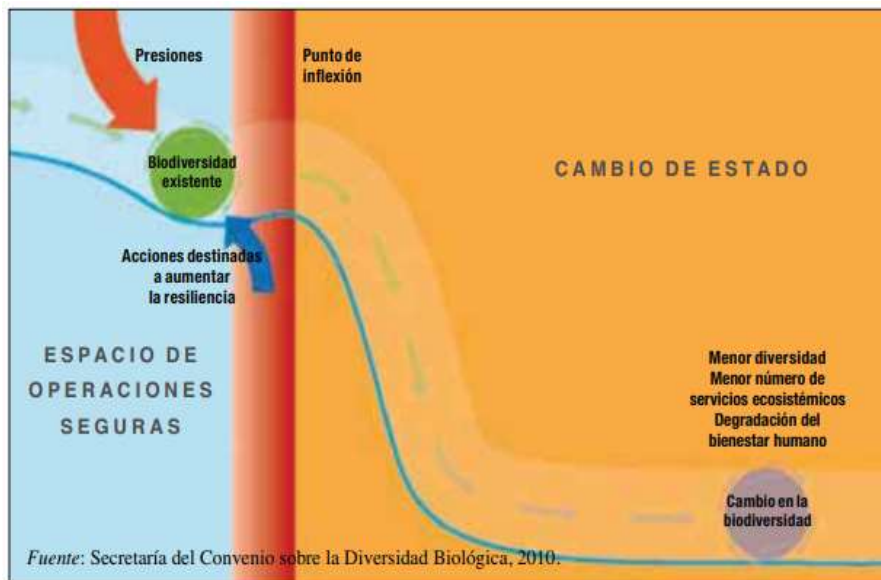 Presiones
Punto de
inflexión
Biodiversidad
existente
CAMBIO DE ESTADO
Acciones destinadas
a aumentar
la resiliencia
ESPACIO DE
OPERACIONES
SEGURAS
Menor diversidad
Menor número de
servicios ecosistémicos
Degradación del
bienestar humano
Cambio en la
biodiversidad
Fuente: Secretaría del Convenio sobre la Diversidad Biológica, 2010.